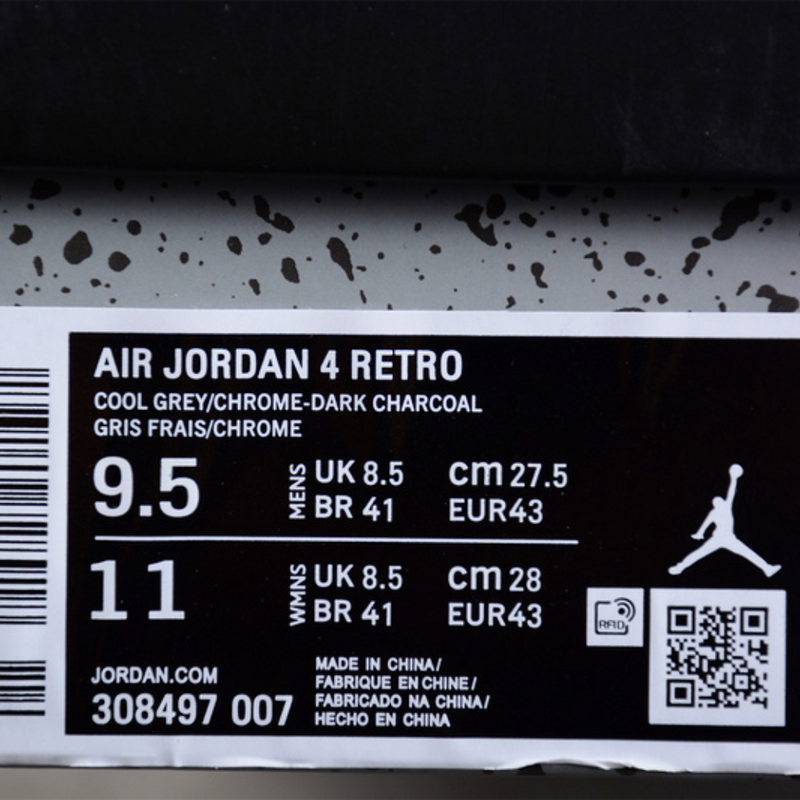 AIR JORDAN 4 RETRO
COOL GREY/CHROME-DARK CHARCOAL
GRIS FRAIS/CHROME
9.5 MENS UK 8.5 cm 27.5
BR 41 EUR43
11 WMNS UK 8.5 cm 28
BR 41 EUR43
JORDAN.COM
308497 007
MADE IN CHINA/
FABRIQUE EN CHINE/
FABRICADO NA CHINA/
HECHO EN CHINA
RFID